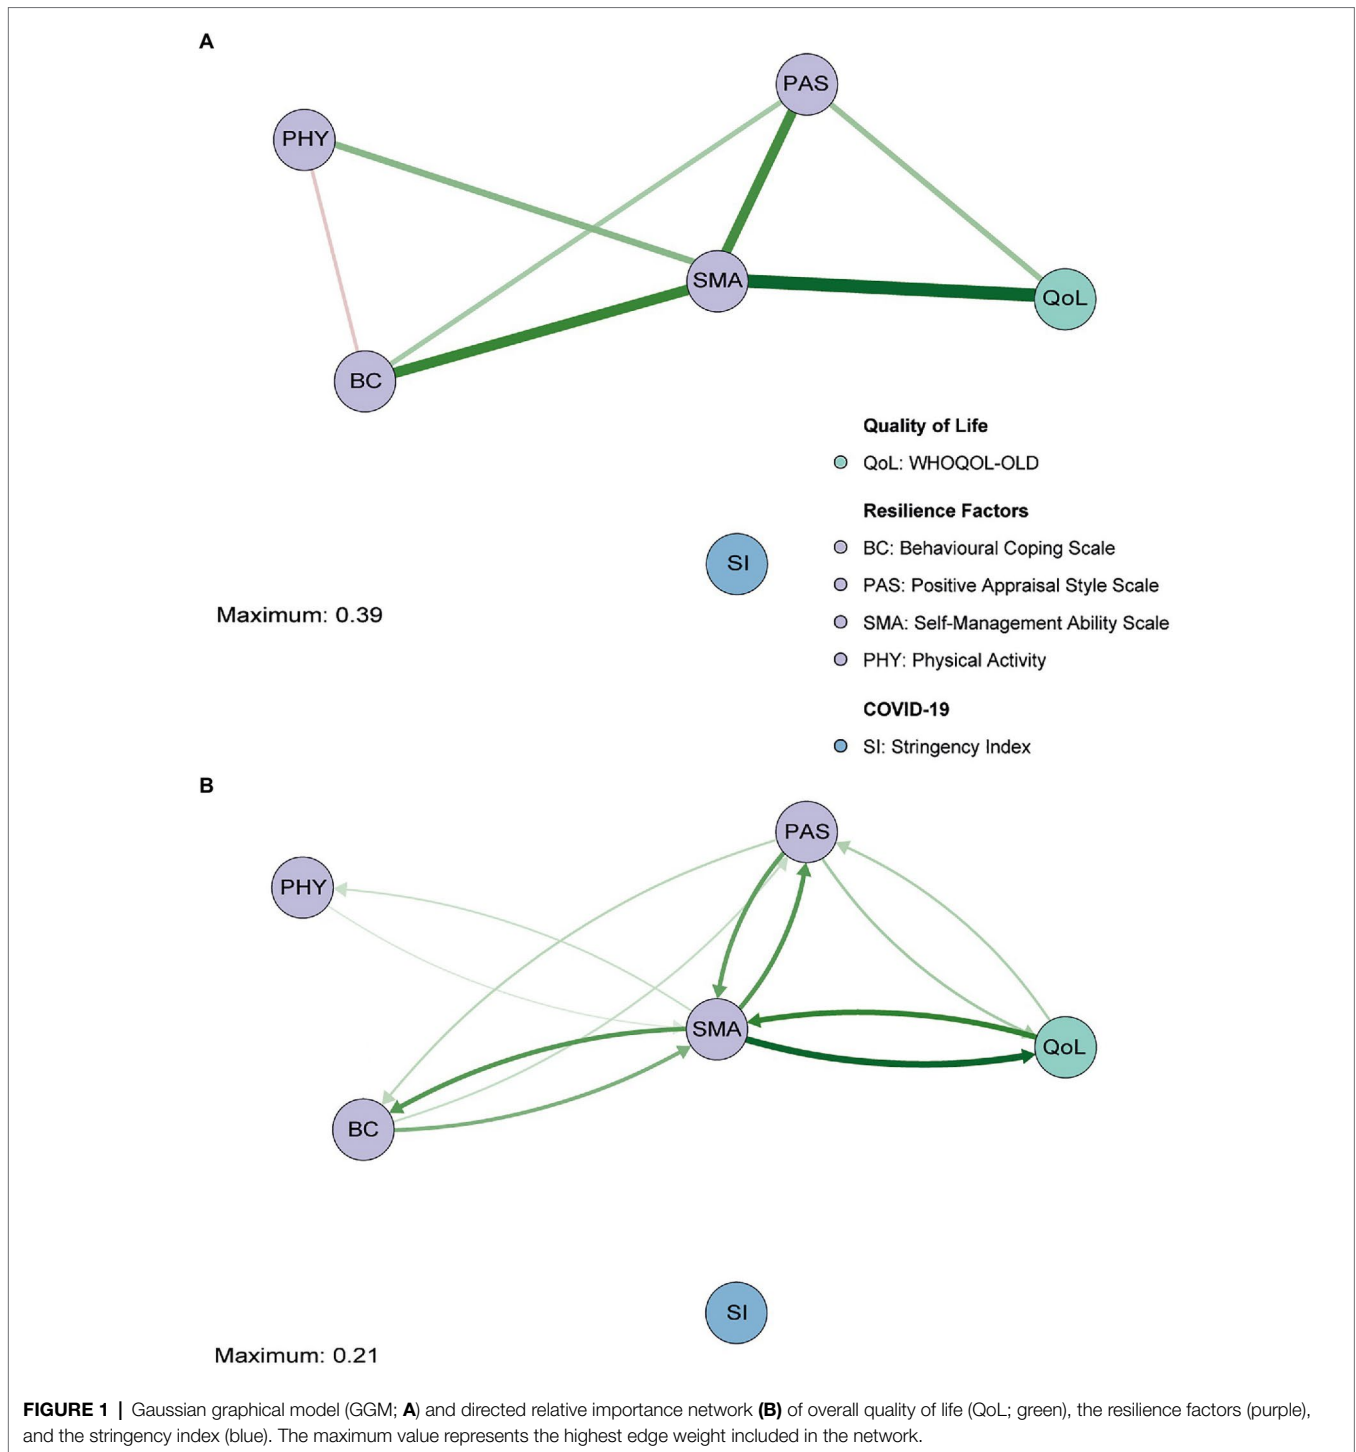 A
PAS
PHY
SMA
QoL
BC
Quality of Life
QoL: WHOQOL-OLD
Resilience Factors
BC: Behavioural Coping Scale
PAS: Positive Appraisal Style Scale
SMA: Self-Management Ability Scale
PHY: Physical Activity
COVID-19
SI: Stringency Index
SI
Maximum: 0.39
B
PAS
PHY
SMA
QoL
BC
SI
Maximum: 0.21
FIGURE 1 | Gaussian graphical model (GGM; A) and directed relative importance network (B) of overall quality of life (QoL; green), the resilience factors (purple),
and the stringency index (blue). The maximum value represents the highest edge weight included in the network.